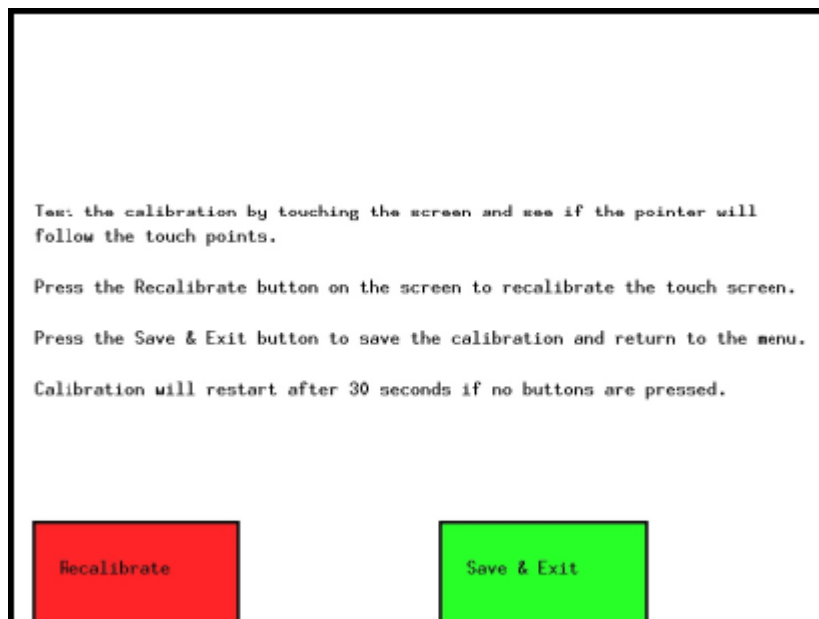 Test the calibration by touching the screen and see if the pointer will
follow the touch points.
Press the Recalibrate button on the screen to recalibrate the touch screen.
Press the Save & Exit button to save the calibration and return to the menu.
Calibration will restart after 30 seconds if no buttons are pressed.
Recalibrate
Save & Exit